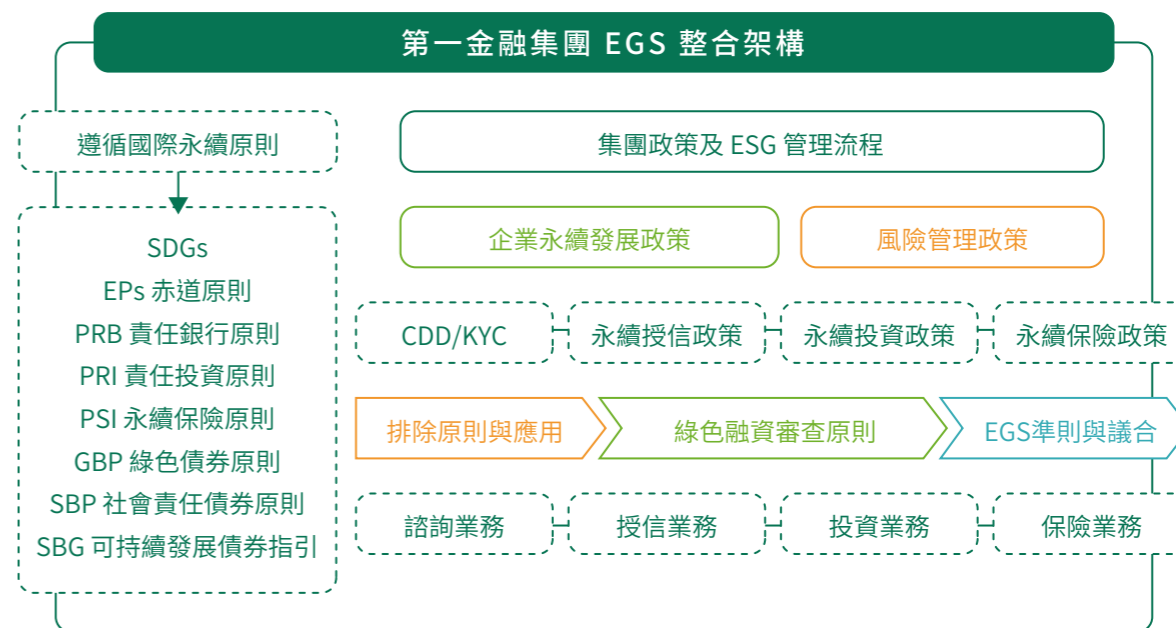 第一金融集團 EGS 整合架構
遵循國際永續原則
SDGs
EPs 赤道原則
PRB 責任銀行原則
PRI 責任投資原則
PSI 永續保險原則
GBP 綠色債券原則
SBP 社會責任債券原則
SBG 可持續發展債券指引
集團政策及 ESG 管理流程
企業永續發展政策
風險管理政策
CDD/KYC
永續授信政策
永續投資政策
永續保險政策
排除原則與應用
綠色融資審查原則
EGS準則與議合
諮詢業務
授信業務
投資業務
保險業務